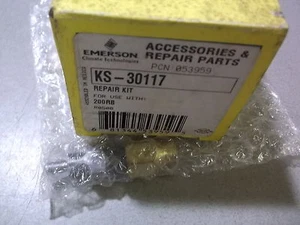 EMERSON
Climate Technologies
ACCESSORIES &
REPAIR PARTS
PCN 053959
KS-30117
REPAIR KIT
FOR USE WITH:
200RB